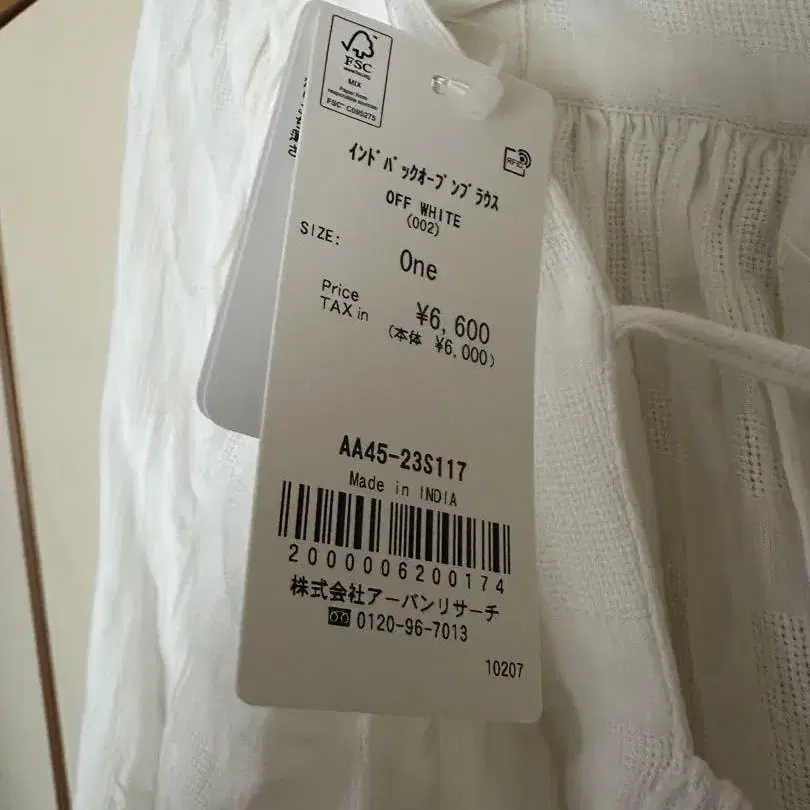 FSC
MIX
FSC™ C095275
RFID
インド バックオープンブラウス
OFF WHITE
(002)
SIZE:
One
Price
TAX in
¥6,600
(本体 ¥6,000)
AA45-23S117
Made in INDIA
2000006200174
株式会社アーバンリサーチ
0120-96-7013
10207